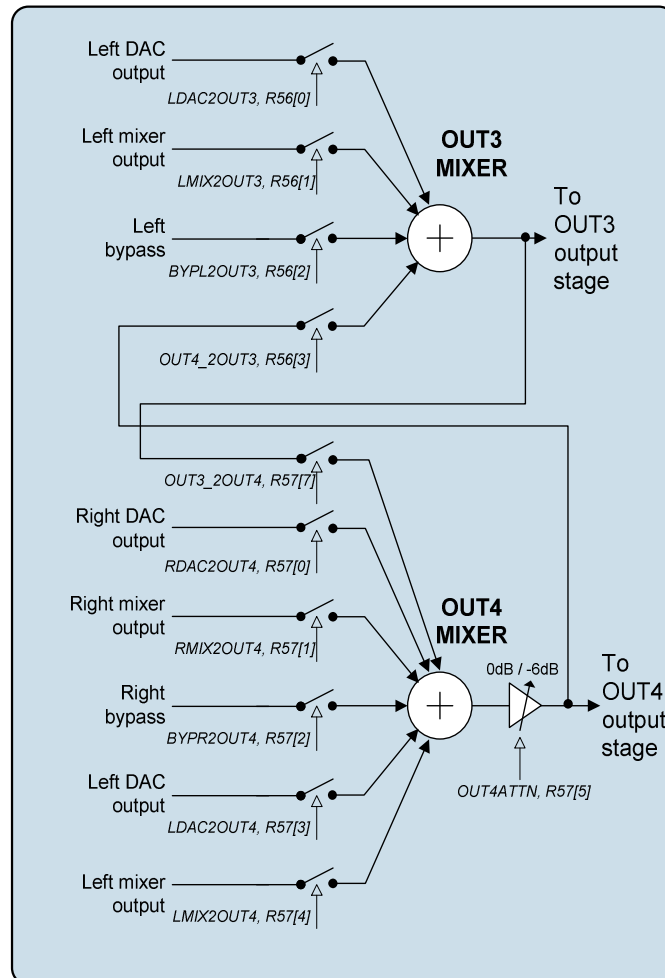 Left DAC
output
LDAC2OUT3, R56[0]
Left mixer
output
LMIX2OUT3, R56[1]
OUT3
MIXER
Left
bypass
BYPL2OUT3, R56[2]
To
OUT3
output
stage
OUT4_2OUT3, R56[3]
OUT3_2OUT4, R57[7]
Right DAC
output
RDAC2OUT4, R57[0]
Right mixer
output
RMIX2OUT4, R57[1]
OUT4
MIXER
Right
bypass
BYPR2OUT4, R57[2]
0dB / -6dB
To
OUT4
output
stage
OUT4ATTN, R57[5]
Left DAC
output
LDAC2OUT4, R57[3]
Left mixer
output
LMIX2OUT4, R57[4]